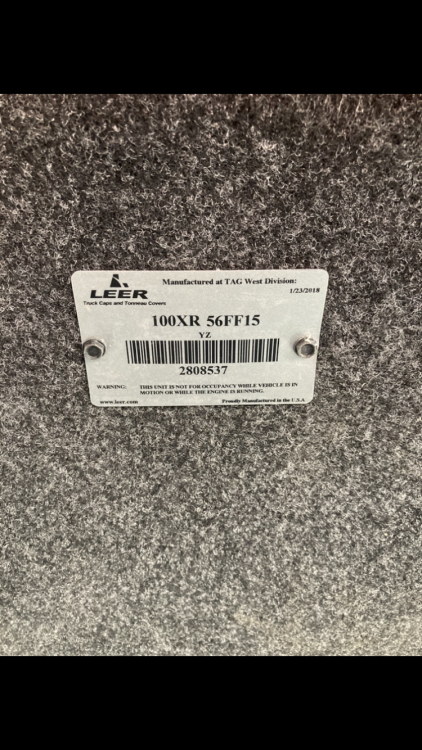 LEER
Truck Caps and Tonneau Covers
Manufactured at TAG West Division:
1/23/2018
100XR 56FF15
YZ
2808537
WARNING: THIS UNIT IS NOT FOR OCCUPANCY WHILE VEHICLE IS IN
MOTION OR WHILE THE ENGINE IS RUNNING.
www.leer.com Proudly Manufactured in the U.S.A